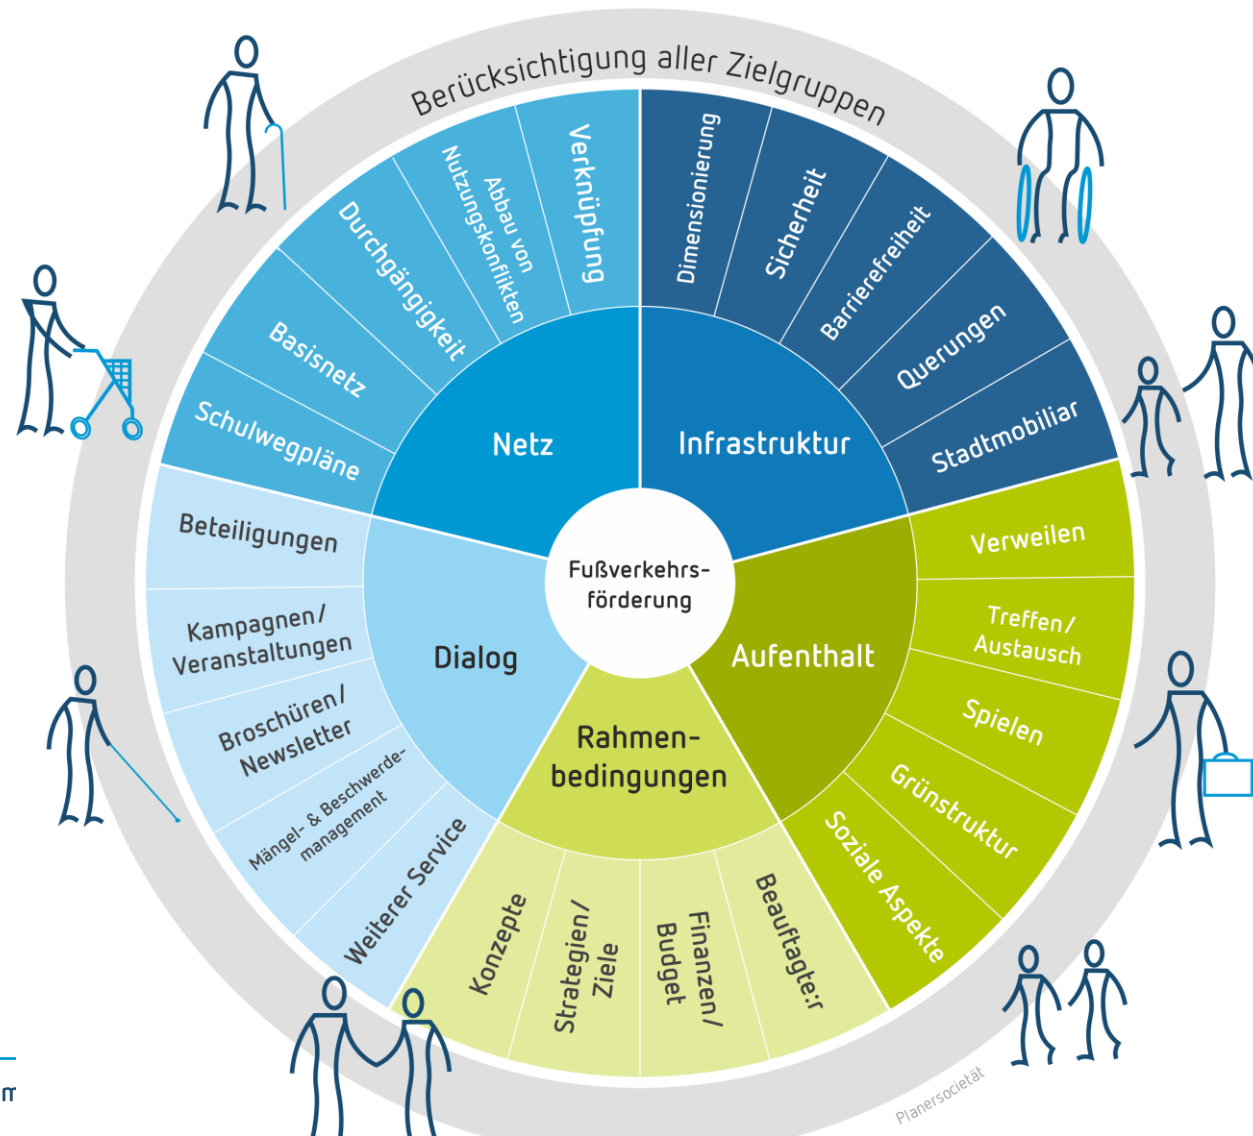 Berücksichtigung aller Zielgruppen
Fußverkehrs-
förderung
Netz
Schulwegpläne
Basisnetz
Durchgängigkeit
Abbau von
Nutzungskonflikten
Verknüpfung
Infrastruktur
Dimensionierung
Sicherheit
Barrierefreiheit
Querungen
Stadtmobiliar
Aufenthalt
Verweilen
Treffen/
Austausch
Spielen
Grünstruktur
Soziale Aspekte
Rahmen-
bedingungen
Beauftagte:r
Finanzen/
Budget
Strategien/
Ziele
Konzepte
Dialog
Weiterer Service
Mängel- & Beschwerde-
management
Broschüren/
Newsletter
Kampagnen/
Veranstaltungen
Beteiligungen
Planersocietät